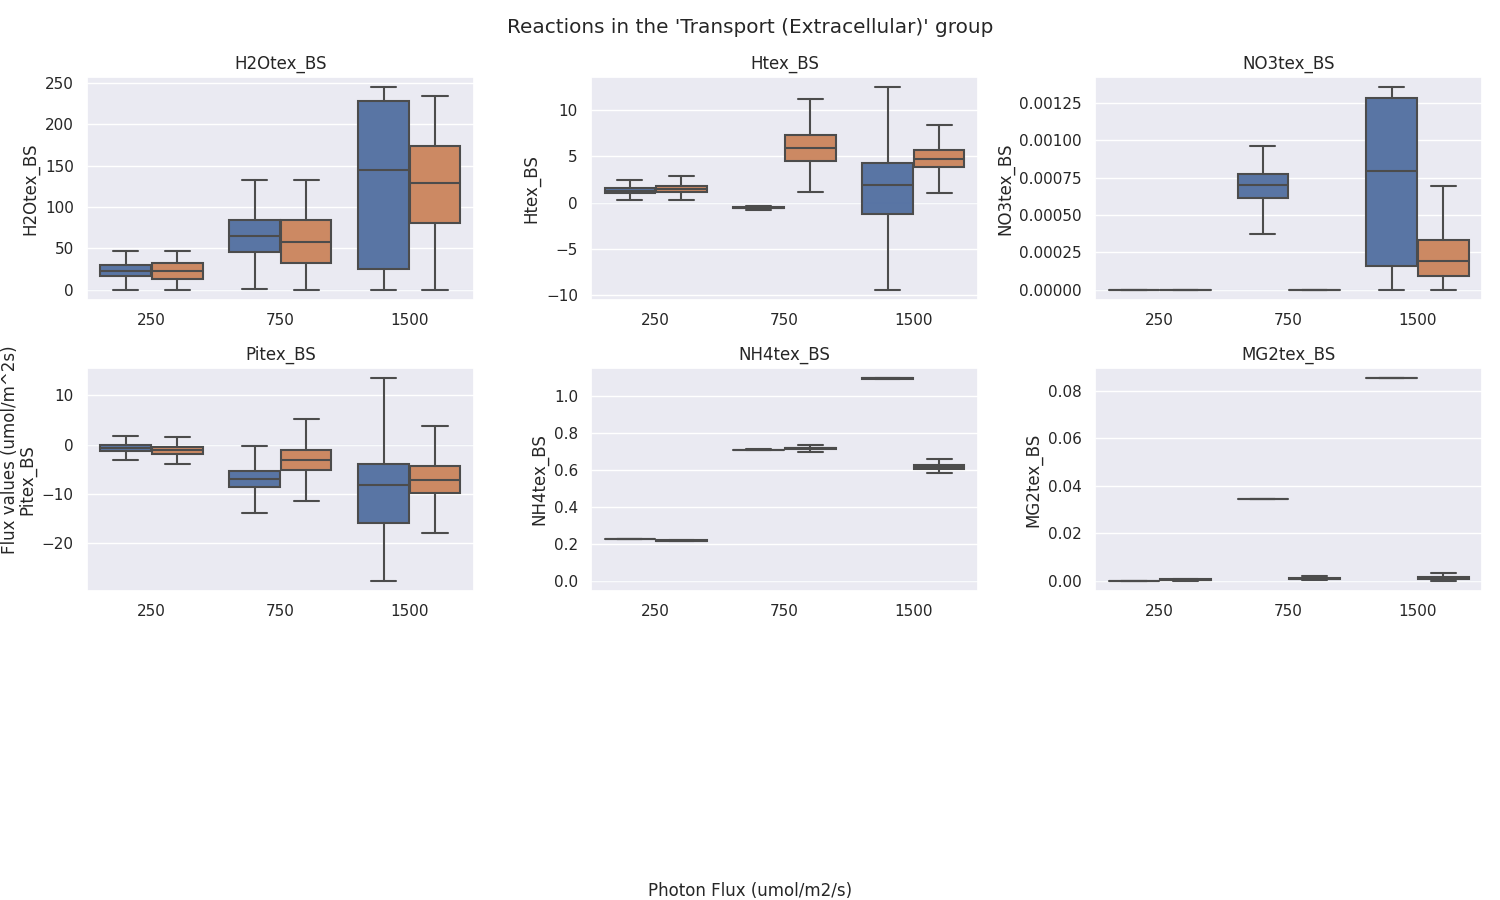 Reactions in the 'Transport (Extracellular)' group
H2Otex_BS
H2Otex_BS
250
200
150
100
50
0
250 750 1500
Htex_BS
Htex_BS
10
5
0
−5
−10
250 750 1500
NO3tex_BS
NO3tex_BS
0.00125
0.00100
0.00075
0.00050
0.00025
0.00000
250 750 1500
Flux values (umol/m^2s)
Pitex_BS
Pitex_BS
10
0
−10
−20
250 750 1500
NH4tex_BS
NH4tex_BS
1.0
0.8
0.6
0.4
0.2
0.0
250 750 1500
MG2tex_BS
MG2tex_BS
0.08
0.06
0.04
0.02
0.00
250 750 1500
Photon Flux (umol/m2/s)